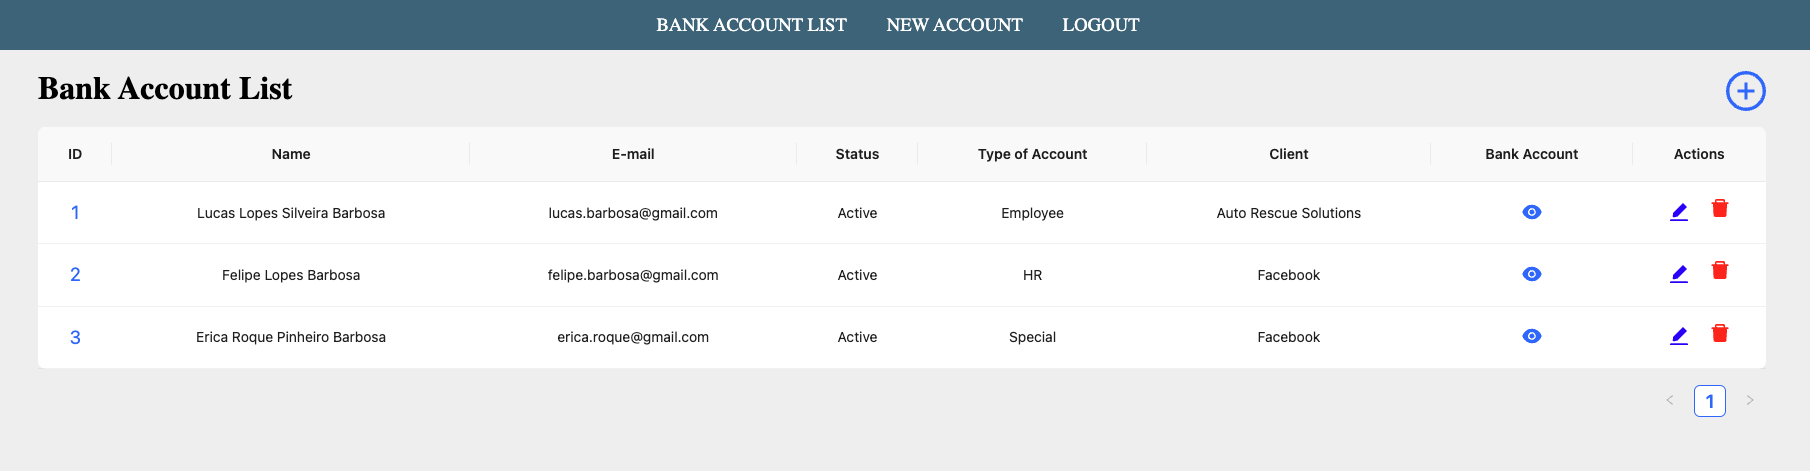 BANK ACCOUNT LIST NEW ACCOUNT LOGOUT
Bank Account List
ID Name E-mail Status Type of Account Client Bank Account Actions
1 Lucas Lopes Silveira Barbosa lucas.barbosa@gmail.com Active Employee Auto Rescue Solutions
2 Felipe Lopes Barbosa felipe.barbosa@gmail.com Active HR Facebook
3 Erica Roque Pinheiro Barbosa erica.roque@gmail.com Active Special Facebook
1